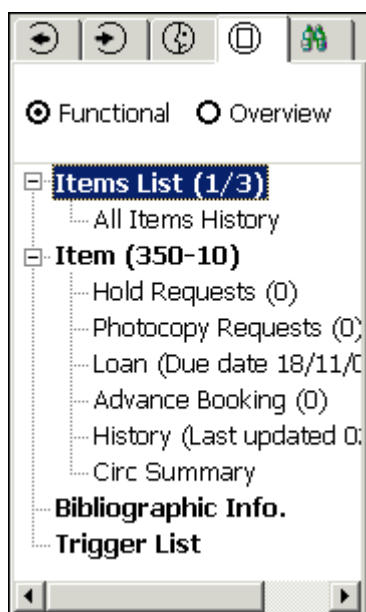 Functional Overview
Items List (1/3)
All Items History
Item (350-10)
Hold Requests (0)
Photocopy Requests (0)
Loan (Due date 18/11/0
Advance Booking (0)
History (Last updated 0
Circ Summary
Bibliographic Info.
Trigger List